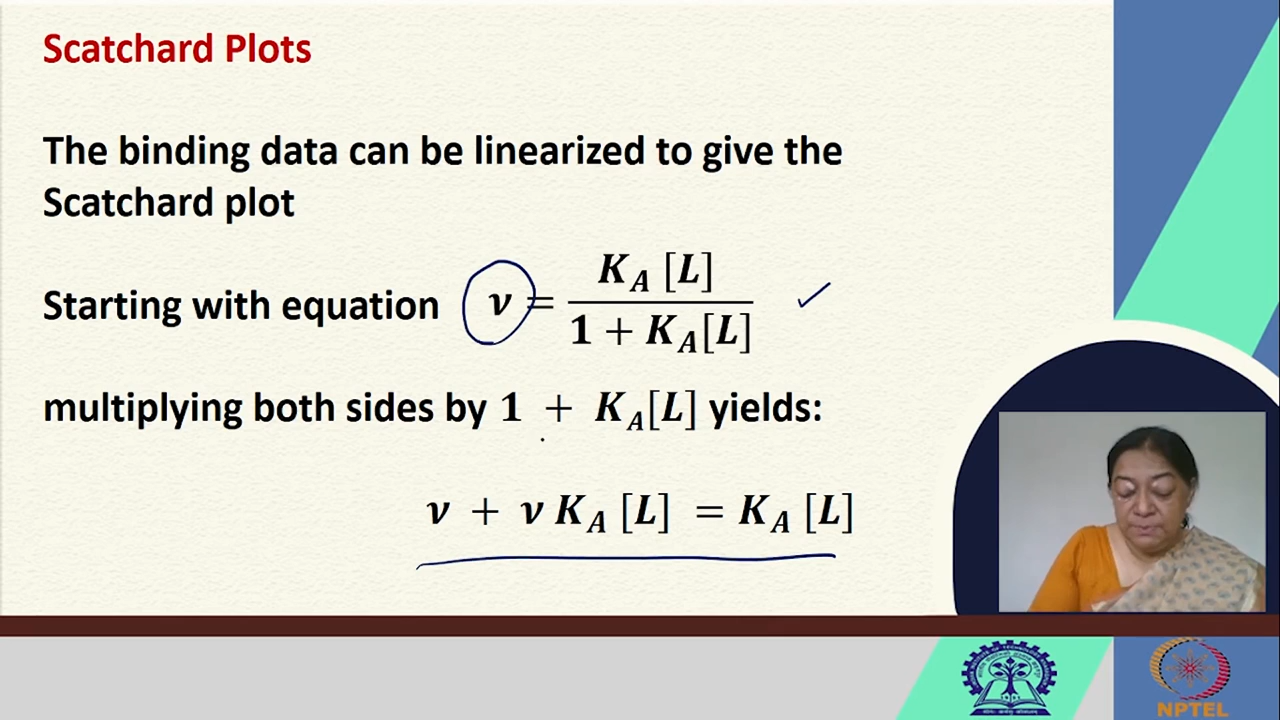 Scatchard Plots
The binding data can be linearized to give the
Scatchard plot
Starting with equation ν = K_A [L] / 1 + K_A[L]
multiplying both sides by 1 + K_A[L] yields:
ν + ν K_A [L] = K_A [L]
NPTEL